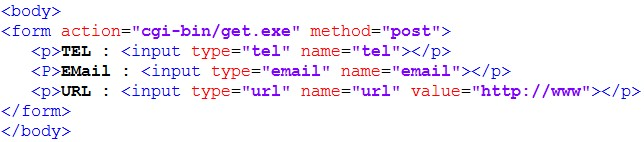 <body>
<form action="cgi-bin/get.exe" method="post">
<p>TEL : <input type="tel" name="tel"></p>
<P>EMail : <input type="email" name="email"></p>
<p>URL : <input type="url" name="url" value="http://www"></p>
</form>
</body>